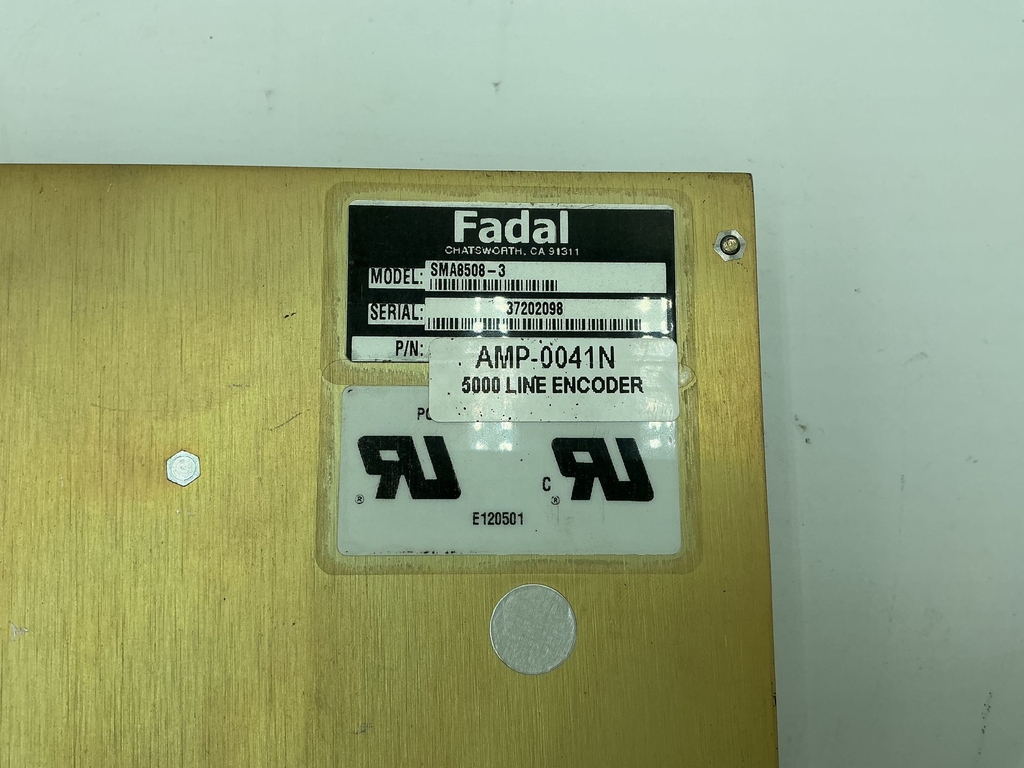 Fadal
CHATSWORTH, CA 91311
MODEL: SMA8508-3
SERIAL: 37202098
P/N: AMP-0041N
5000 LINE ENCODER
C
® ®
E120501